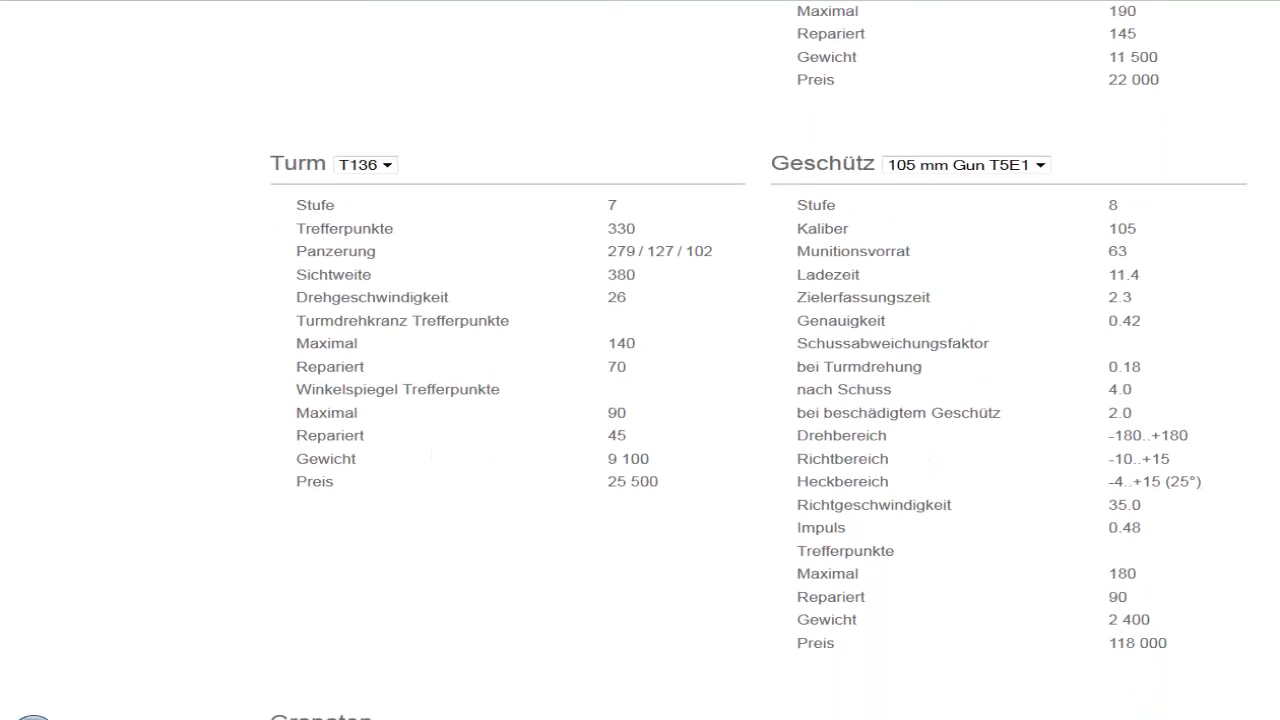 Maximal 190
Repariert 145
Gewicht 11 500
Preis 22 000
Turm T136
Stufe 7
Trefferpunkte 330
Panzerung 279 / 127 / 102
Sichtweite 380
Drehgeschwindigkeit 26
Turmdrehkranz Trefferpunkte
Maximal 140
Repariert 70
Winkelspiegel Trefferpunkte
Maximal 90
Repariert 45
Gewicht 9 100
Preis 25 500
Geschütz 105 mm Gun T5E1
Stufe 8
Kaliber 105
Munitionsvorrat 63
Ladezeit 11.4
Zielerfassungszeit 2.3
Genauigkeit 0.42
Schussabweichungsfaktor
bei Turmdrehung 0.18
nach Schuss 4.0
bei beschädigtem Geschütz 2.0
Drehbereich -180..+180
Richtbereich -10..+15
Heckbereich -4..+15 (25°)
Richtgeschwindigkeit 35.0
Impuls 0.48
Trefferpunkte
Maximal 180
Repariert 90
Gewicht 2 400
Preis 118 000